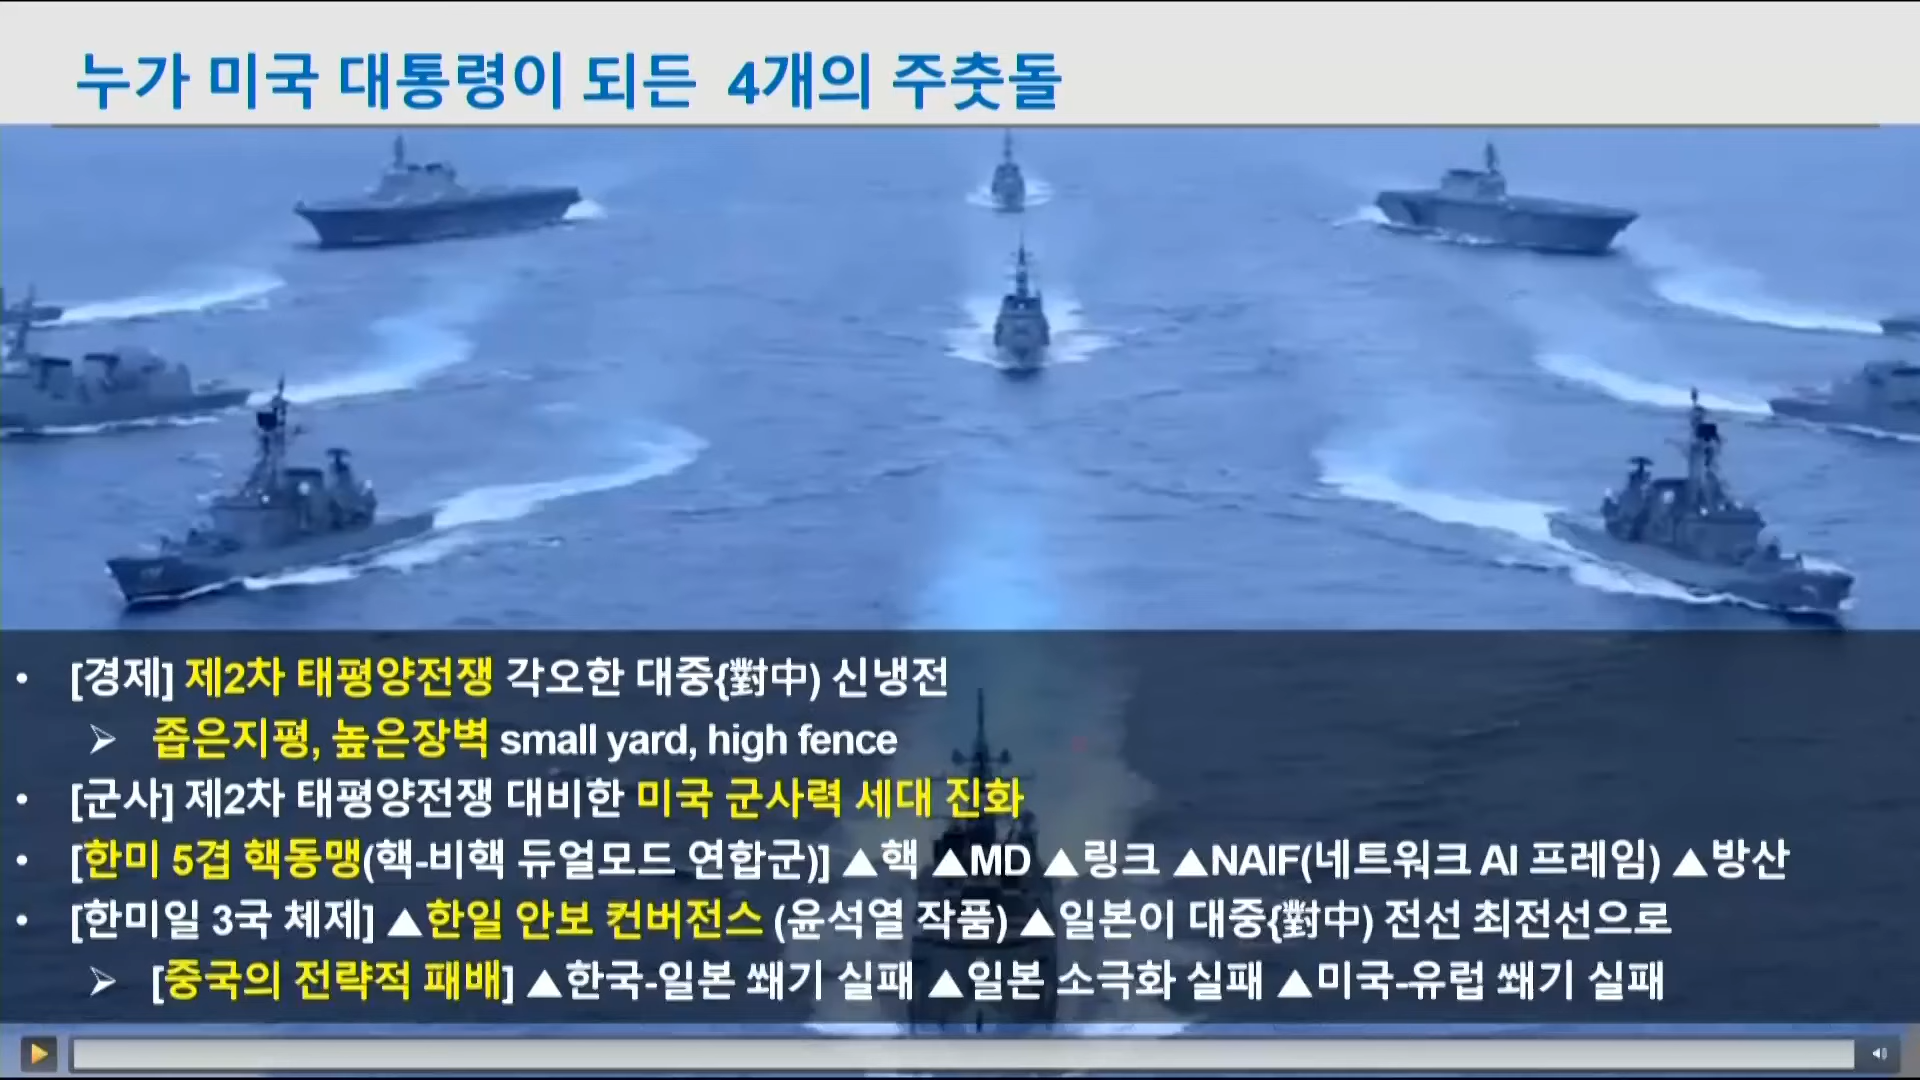 누가 미국 대통령이 되든 4개의 주춧돌
• [경제] 제2차 태평양전쟁 각오한 대중{對中) 신냉전
➢ 좁은지평, 높은장벽 small yard, high fence
• [군사] 제2차 태평양전쟁 대비한 미국 군사력 세대 진화
• [한미 5겹 핵동맹(핵-비핵 듀얼모드 연합군)] ▲핵 ▲MD ▲링크 ▲NAIF(네트워크 AI 프레임) ▲방산
• [한미일 3국 체제] ▲한일 안보 컨버전스 (윤석열 작품) ▲일본이 대중{對中) 전선 최전선으로
➢ [중국의 전략적 패배] ▲한국-일본 쐐기 실패 ▲일본 소극화 실패 ▲미국-유럽 쐐기 실패